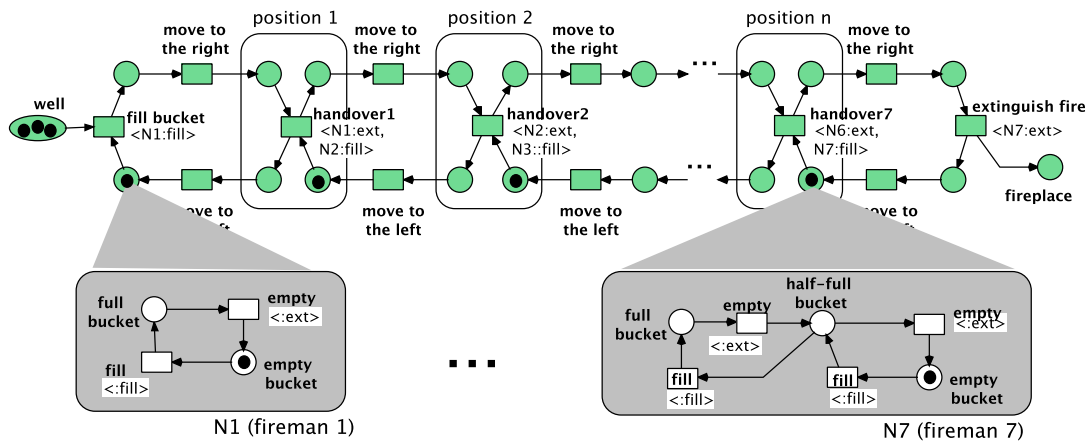 position 1
position 2
position n
move to
the right
move to
the right
move to
the right
move to
the right
...
well
fill bucket
<N1:fill>
handover1
<N1:ext,
N2:fill>
handover2
<N2:ext,
N3::fill>
handover7
<N6:ext,
N7:fill>
extinguish fire
<N7:ext>
...
fireplace
move to
move to
the left
move to
the left
move to
full
bucket
empty
<:ext>
fill
<:fill>
empty
bucket
N1 (fireman 1)
...
half-full
bucket
full
bucket
empty
<:ext>
empty
<:ext>
fill
<:fill>
fill
<:fill>
empty
bucket
N7 (fireman 7)